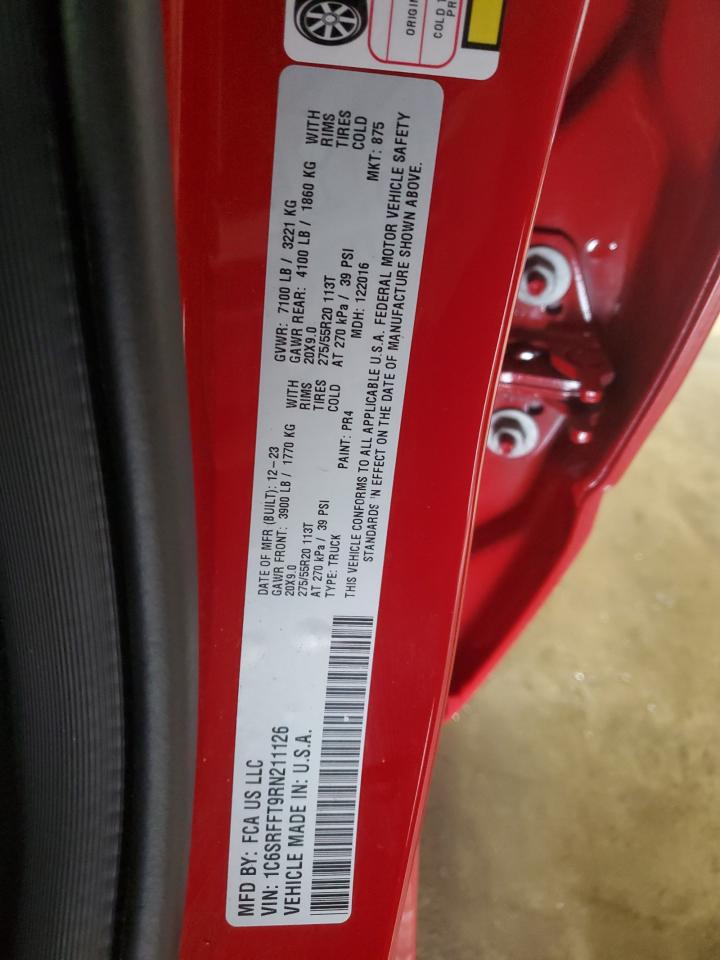 ORIGIN
COLD T
PR
MFD BY: FCA US LLC
VIN: 1C6SRFFT9RN211126
VEHICLE MADE IN: U.S.A.
DATE OF MFR (BUILT): 12-23
GAWR FRONT: 3900 LB / 1770 KG WITH
20X9.0 RIMS
275/55R20 113T TIRES
AT 270 kPa / 39 PSI COLD
TYPE: TRUCK PAINT: PR4
GVWR: 7100 LB / 3221 KG
GAWR REAR: 4100 LB / 1860 KG WITH
20X9.0 RIMS
275/55R20 113T TIRES
AT 270 kPa / 39 PSI COLD
MDH: 122016 MKT: 875
THIS VEHICLE CONFORMS TO ALL APPLICABLE U.S.A. FEDERAL MOTOR VEHICLE SAFETY
STANDARDS IN EFFECT ON THE DATE OF MANUFACTURE SHOWN ABOVE.